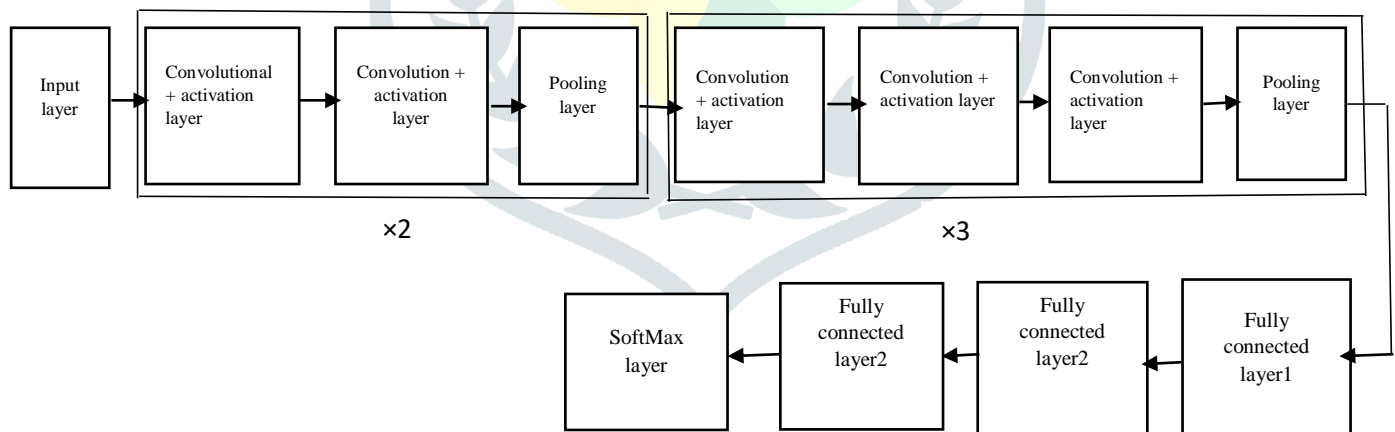 Input
layer
Convolutional
+ activation
layer
Convolution +
activation
layer
Pooling
layer
Convolution
+ activation
layer
Convolution +
activation layer
Convolution +
activation
layer
Pooling
layer
×2
×3
SoftMax
layer
Fully
connected
layer2
Fully
connected
layer2
Fully
connected
layer1